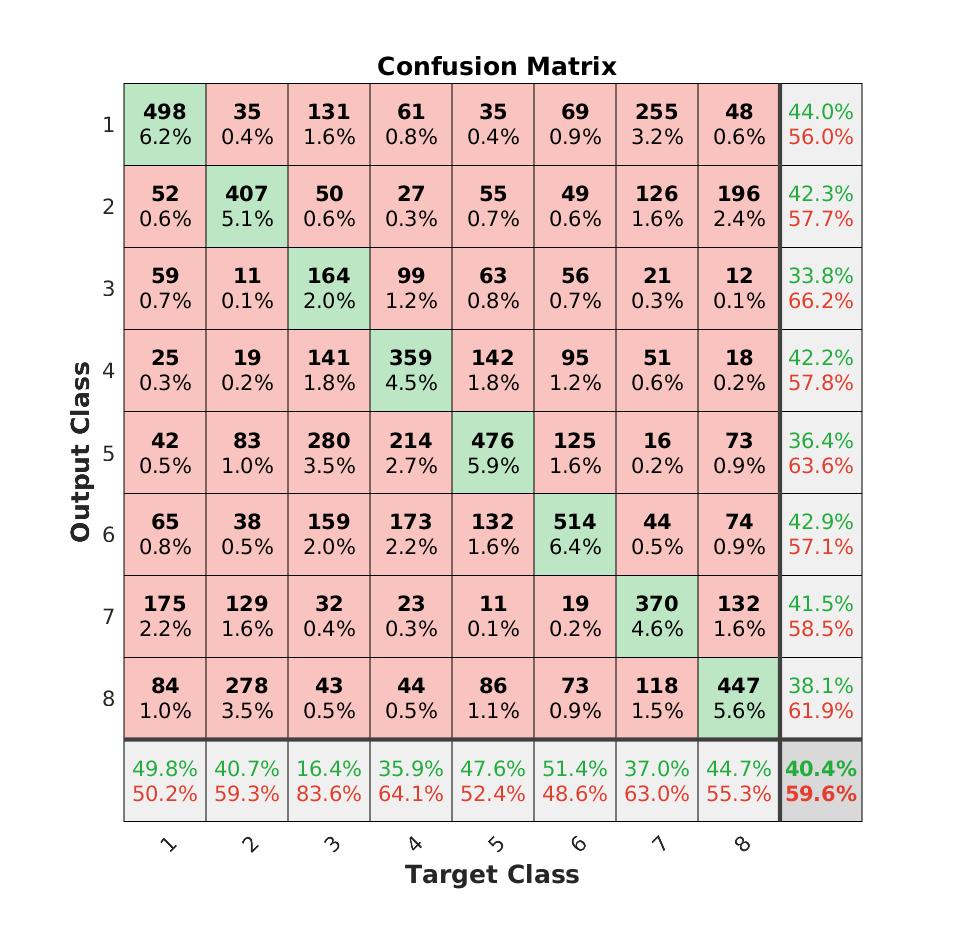 Confusion Matrix
1 498 35 131 61 35 69 255 48 44.0%
6.2% 0.4% 1.6% 0.8% 0.4% 0.9% 3.2% 0.6% 56.0%
2 52 407 50 27 55 49 126 196 42.3%
0.6% 5.1% 0.6% 0.3% 0.7% 0.6% 1.6% 2.4% 57.7%
3 59 11 164 99 63 56 21 12 33.8%
0.7% 0.1% 2.0% 1.2% 0.8% 0.7% 0.3% 0.1% 66.2%
4 25 19 141 359 142 95 51 18 42.2%
0.3% 0.2% 1.8% 4.5% 1.8% 1.2% 0.6% 0.2% 57.8%
5 42 83 280 214 476 125 16 73 36.4%
0.5% 1.0% 3.5% 2.7% 5.9% 1.6% 0.2% 0.9% 63.6%
6 65 38 159 173 132 514 44 74 42.9%
0.8% 0.5% 2.0% 2.2% 1.6% 6.4% 0.5% 0.9% 57.1%
7 175 129 32 23 11 19 370 132 41.5%
2.2% 1.6% 0.4% 0.3% 0.1% 0.2% 4.6% 1.6% 58.5%
8 84 278 43 44 86 73 118 447 38.1%
1.0% 3.5% 0.5% 0.5% 1.1% 0.9% 1.5% 5.6% 61.9%
49.8% 40.7% 16.4% 35.9% 47.6% 51.4% 37.0% 44.7% 40.4%
50.2% 59.3% 83.6% 64.1% 52.4% 48.6% 63.0% 55.3% 59.6%
1 2 3 4 5 6 7 8
Target Class
Output Class